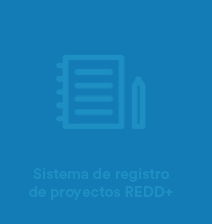 Sistema de registro
de proyectos REDD+